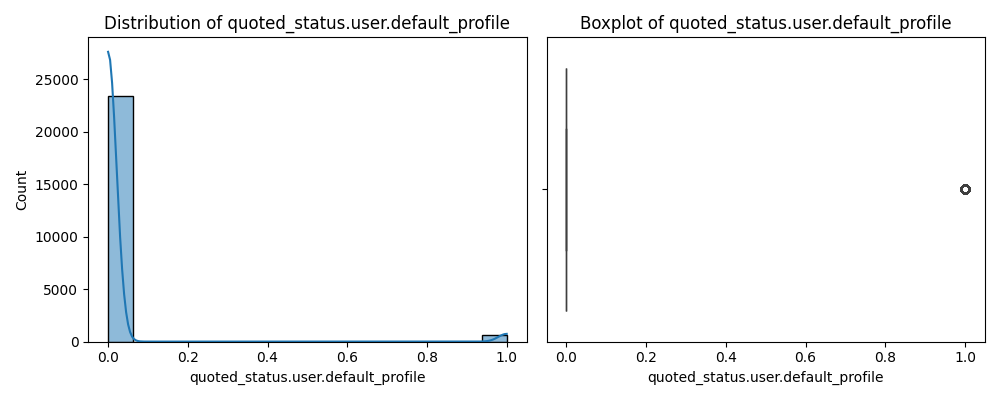 Distribution of quoted_status.user.default_profile
Boxplot of quoted_status.user.default_profile
Count
25000
20000
15000
10000
5000
0
0.0 0.2 0.4 0.6 0.8 1.0
0.0 0.2 0.4 0.6 0.8 1.0
quoted_status.user.default_profile
quoted_status.user.default_profile